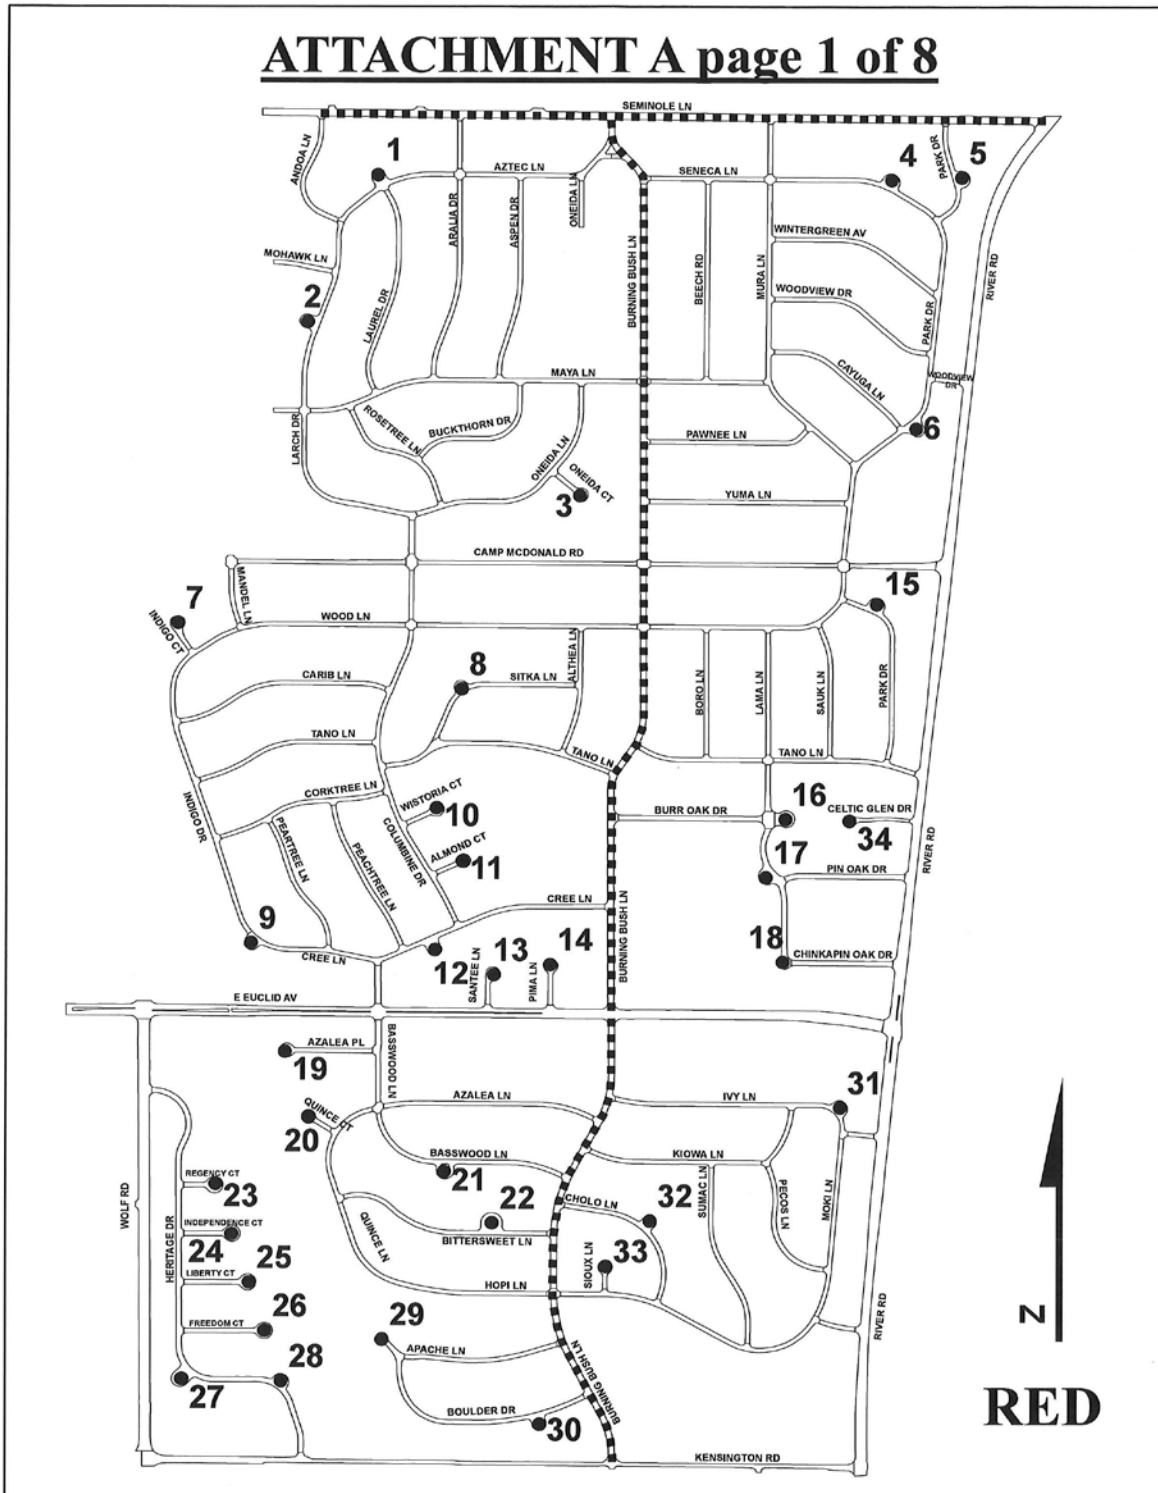 ATTACHMENT A page 1 of 8
SEMINOLE LN
ANDOA LN
1
AZTEC LN
ONEIDA LN
SENECA LN
4
PARK DR
5
ARALIA DR
ASPEN DR
BURNING BUSH LN
BEECH RD
MURA LN
WINTERGREEN AV
RIVER RD
MOHAWK LN
2
LAUREL DR
WOODVIEW DR
PARK DR
MAYA LN
CAYUGA LN
WOODVIEW DR
LARCH DR
ROSETREE LN
BUCKTHORN DR
ONEIDA LN
ONEIDA CT
3
PAWNEE LN
6
YUMA LN
CAMP MCDONALD RD
MANDEL LN
7
INDIGO CT
WOOD LN
15
CARIB LN
8
SITKA LN
ALTHEA LN
BORO LN
LAMA LN
SAUK LN
PARK DR
TANO LN
TANO LN
TANO LN
INDIGO DR
CORKTREE LN
WISTORIA CT
10
BURR OAK DR
16
CELTIC GLEN DR
34
PEARTREE LN
PEACHTREE LN
COLUMBINE DR
ALMOND CT
11
17
PIN OAK DR
RIVER RD
9
CREE LN
CREE LN
12
SANTEE LN
13
PIMA LN
14
BURNING BUSH LN
18
CHINKAPIN OAK DR
E EUCLID AV
AZALEA PL
19
BASSWOOD LN
AZALEA LN
IVY LN
31
QUINCE CT
20
BASSWOOD LN
21
KIOWA LN
WOLF RD
REGENCY CT
23
22
CHOLO LN
32
SUMAC LN
PECOS LN
MOKI LN
HERITAGE DR
INDEPENDENCE CT
24
QUINCE LN
BITTERSWEET LN
LIBERTY CT
25
HOPI LN
SIOUX LN
33
FREEDOM CT
26
29
APACHE LN
RIVER RD
N
27
28
BOULDER DR
30
BURNING BUSH LN
RED
KENSINGTON RD